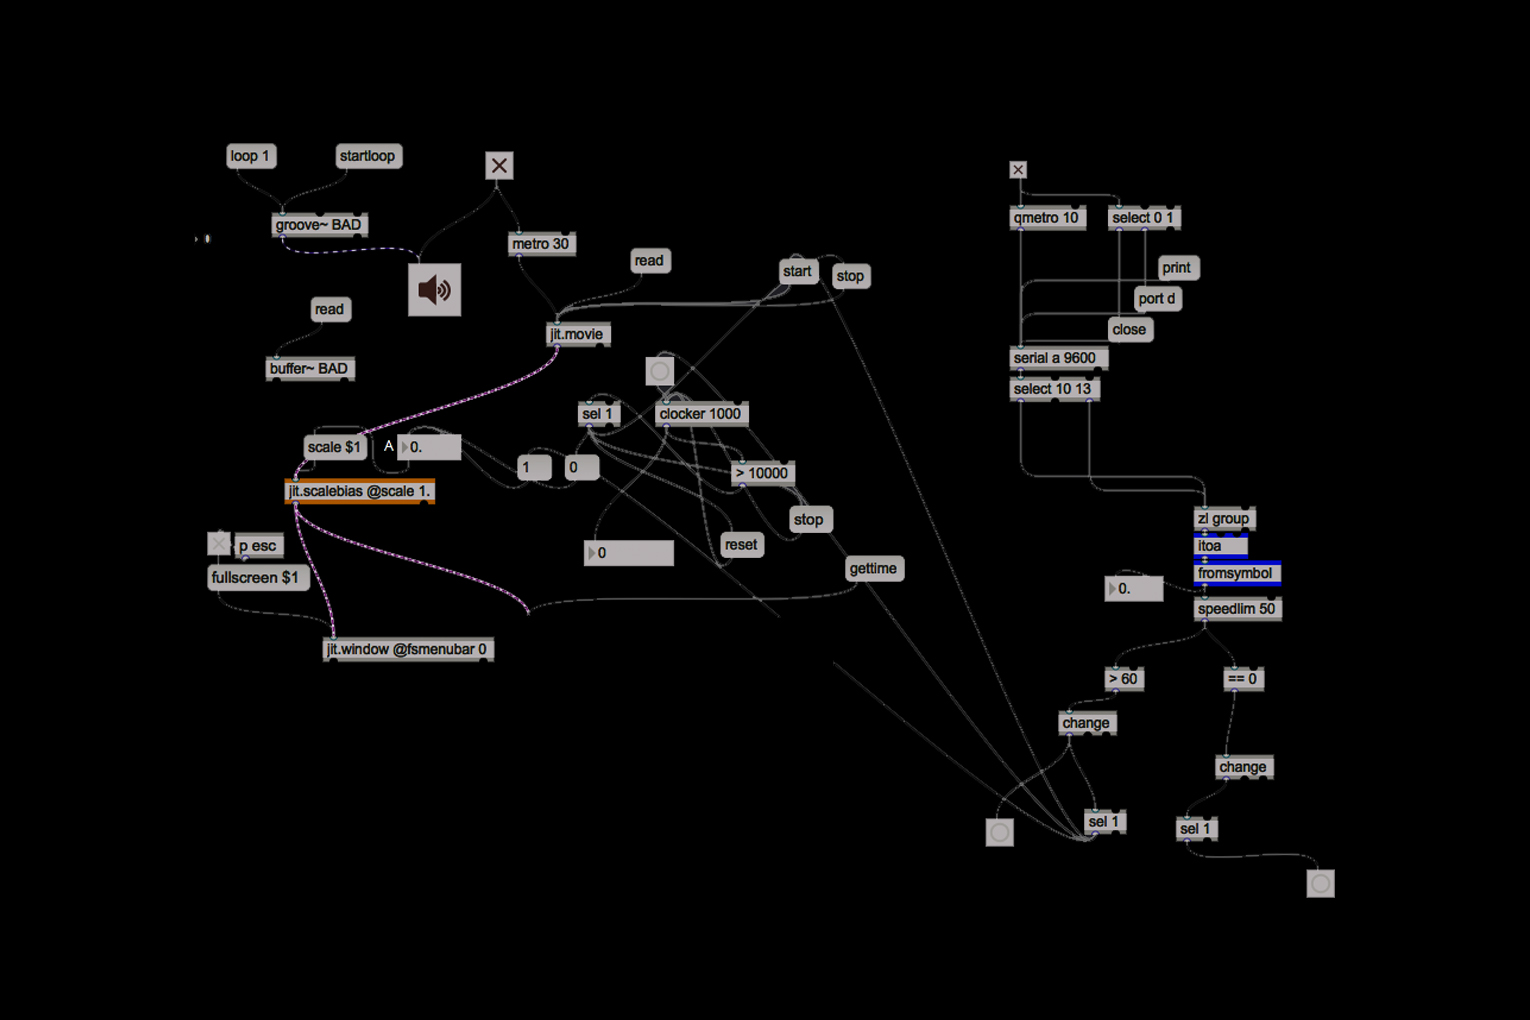 loop 1
startloop
groove~ BAD
read
buffer~ BAD
metro 30
read
start
stop
jit.movie
scale $1
A
0.
sel 1
clocker 1000
1
0
> 10000
stop
jit.scalebias @scale 1.
p esc
fullscreen $1
0
reset
gettime
jit.window @fsmenubar 0
qmetro 10
select 0 1
print
port d
close
serial a 9600
select 10 13
zl group
itoa
fromsymbol
0.
speedlim 50
> 60
== 0
change
change
sel 1
sel 1